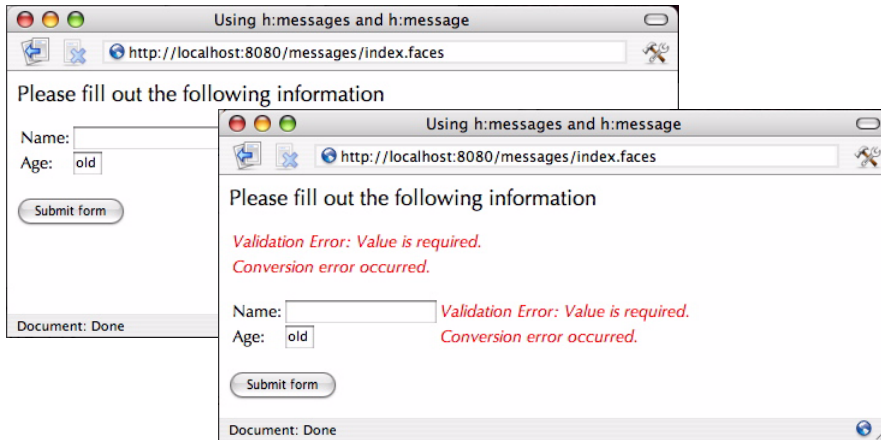 Using h:messages and h:message
http://localhost:8080/messages/index.faces
Please fill out the following information
Name:
Age: old
Submit form
Document: Done
Using h:messages and h:message
http://localhost:8080/messages/index.faces
Please fill out the following information
Validation Error: Value is required.
Conversion error occurred.
Name: Validation Error: Value is required.
Age: old Conversion error occurred.
Submit form
Document: Done